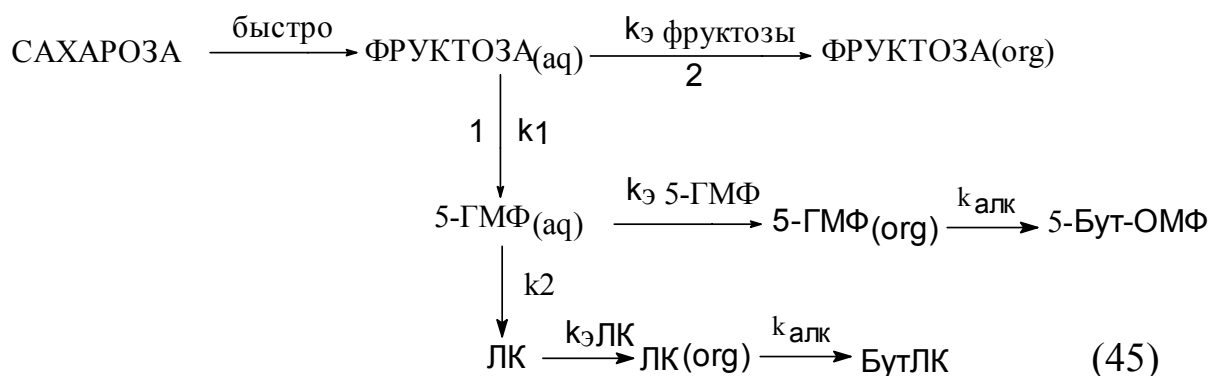 быстро kэ фруктозы
САХАРОЗА ФРУКТОЗА(aq) ФРУКТОЗА(org)
2
1 k1
kэ 5-ГМФ kалк
5-ГМФ(aq) 5-ГМФ(org) 5-Бут-ОМФ
k2
kэЛК kалк
ЛК ЛК(org) БутЛК (45)